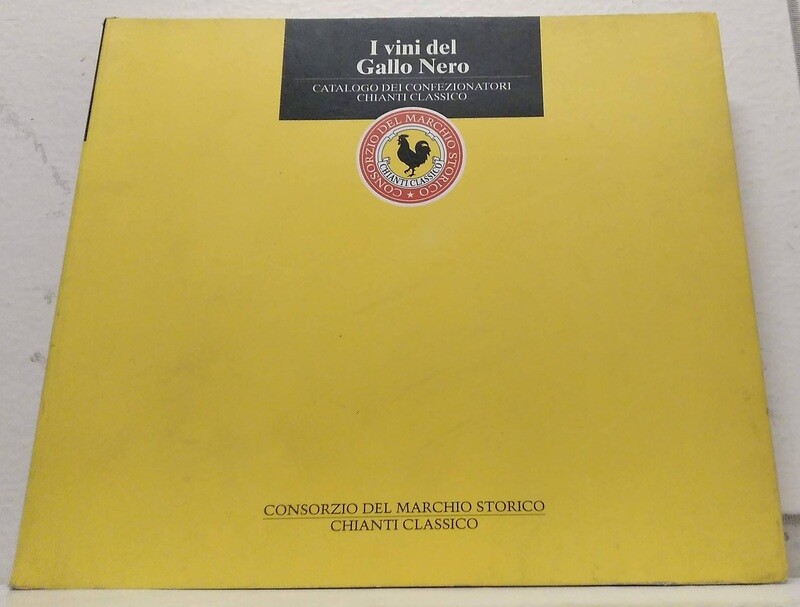 I vini del
Gallo Nero
CATALOGO DEI CONFEZIONATORI
CHIANTI CLASSICO
CONSORZIO DEL MARCHIO STORICO
CHIANTI CLASSICO
CONSORZIO DEL MARCHIO STORICO
CHIANTI CLASSICO